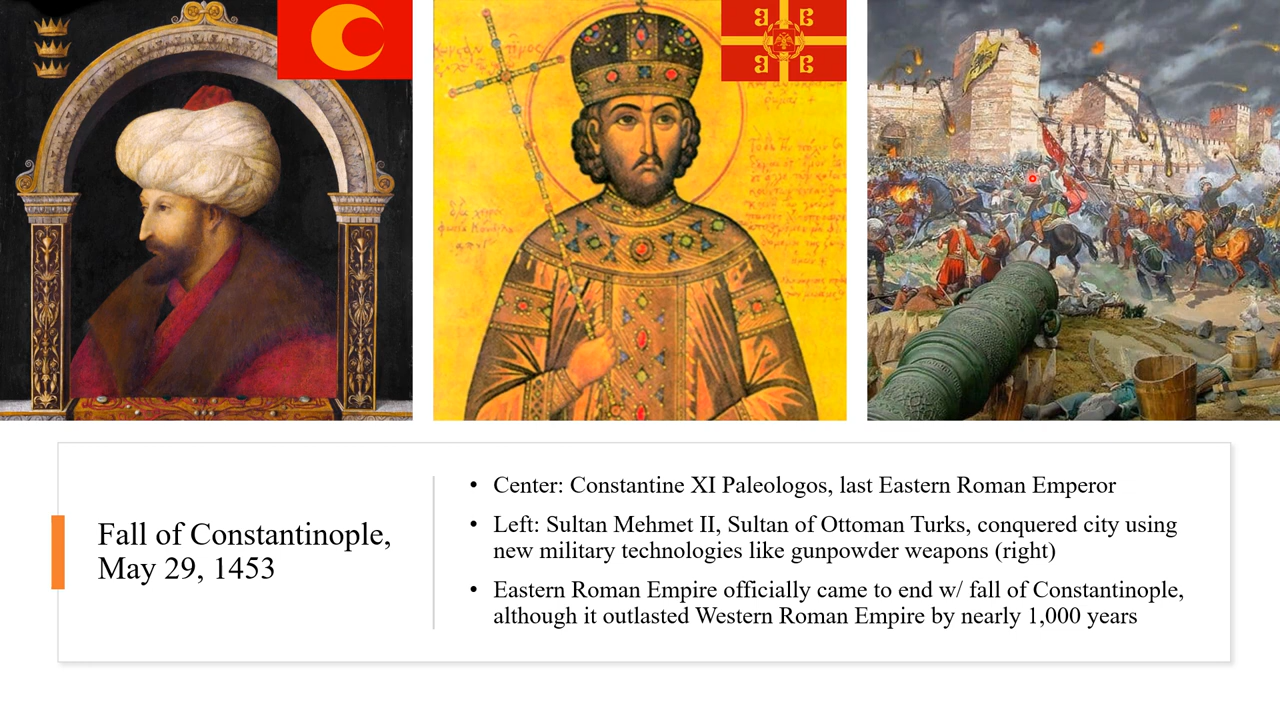 Fall of Constantinople,
May 29, 1453
• Center: Constantine XI Paleologos, last Eastern Roman Emperor
• Left: Sultan Mehmet II, Sultan of Ottoman Turks, conquered city using
new military technologies like gunpowder weapons (right)
• Eastern Roman Empire officially came to end w/ fall of Constantinople,
although it outlasted Western Roman Empire by nearly 1,000 years